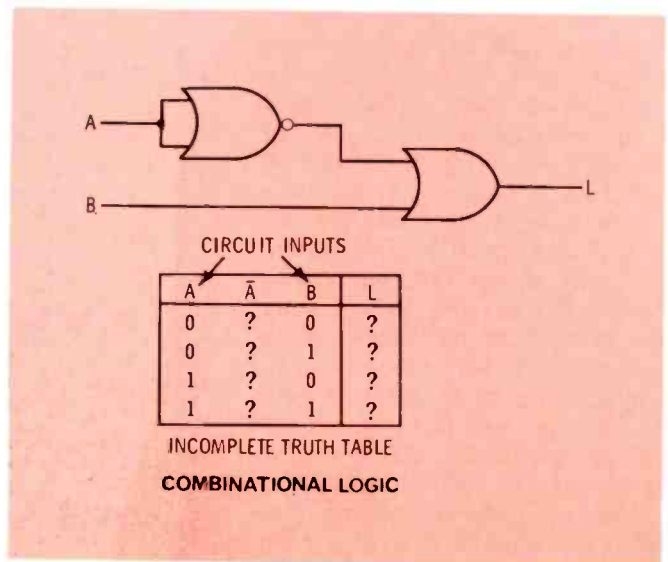 A
B
L
CIRCUIT INPUTS
A Ā B L
0 ? 0 ?
0 ? 1 ?
1 ? 0 ?
1 ? 1 ?
INCOMPLETE TRUTH TABLE
COMBINATIONAL LOGIC